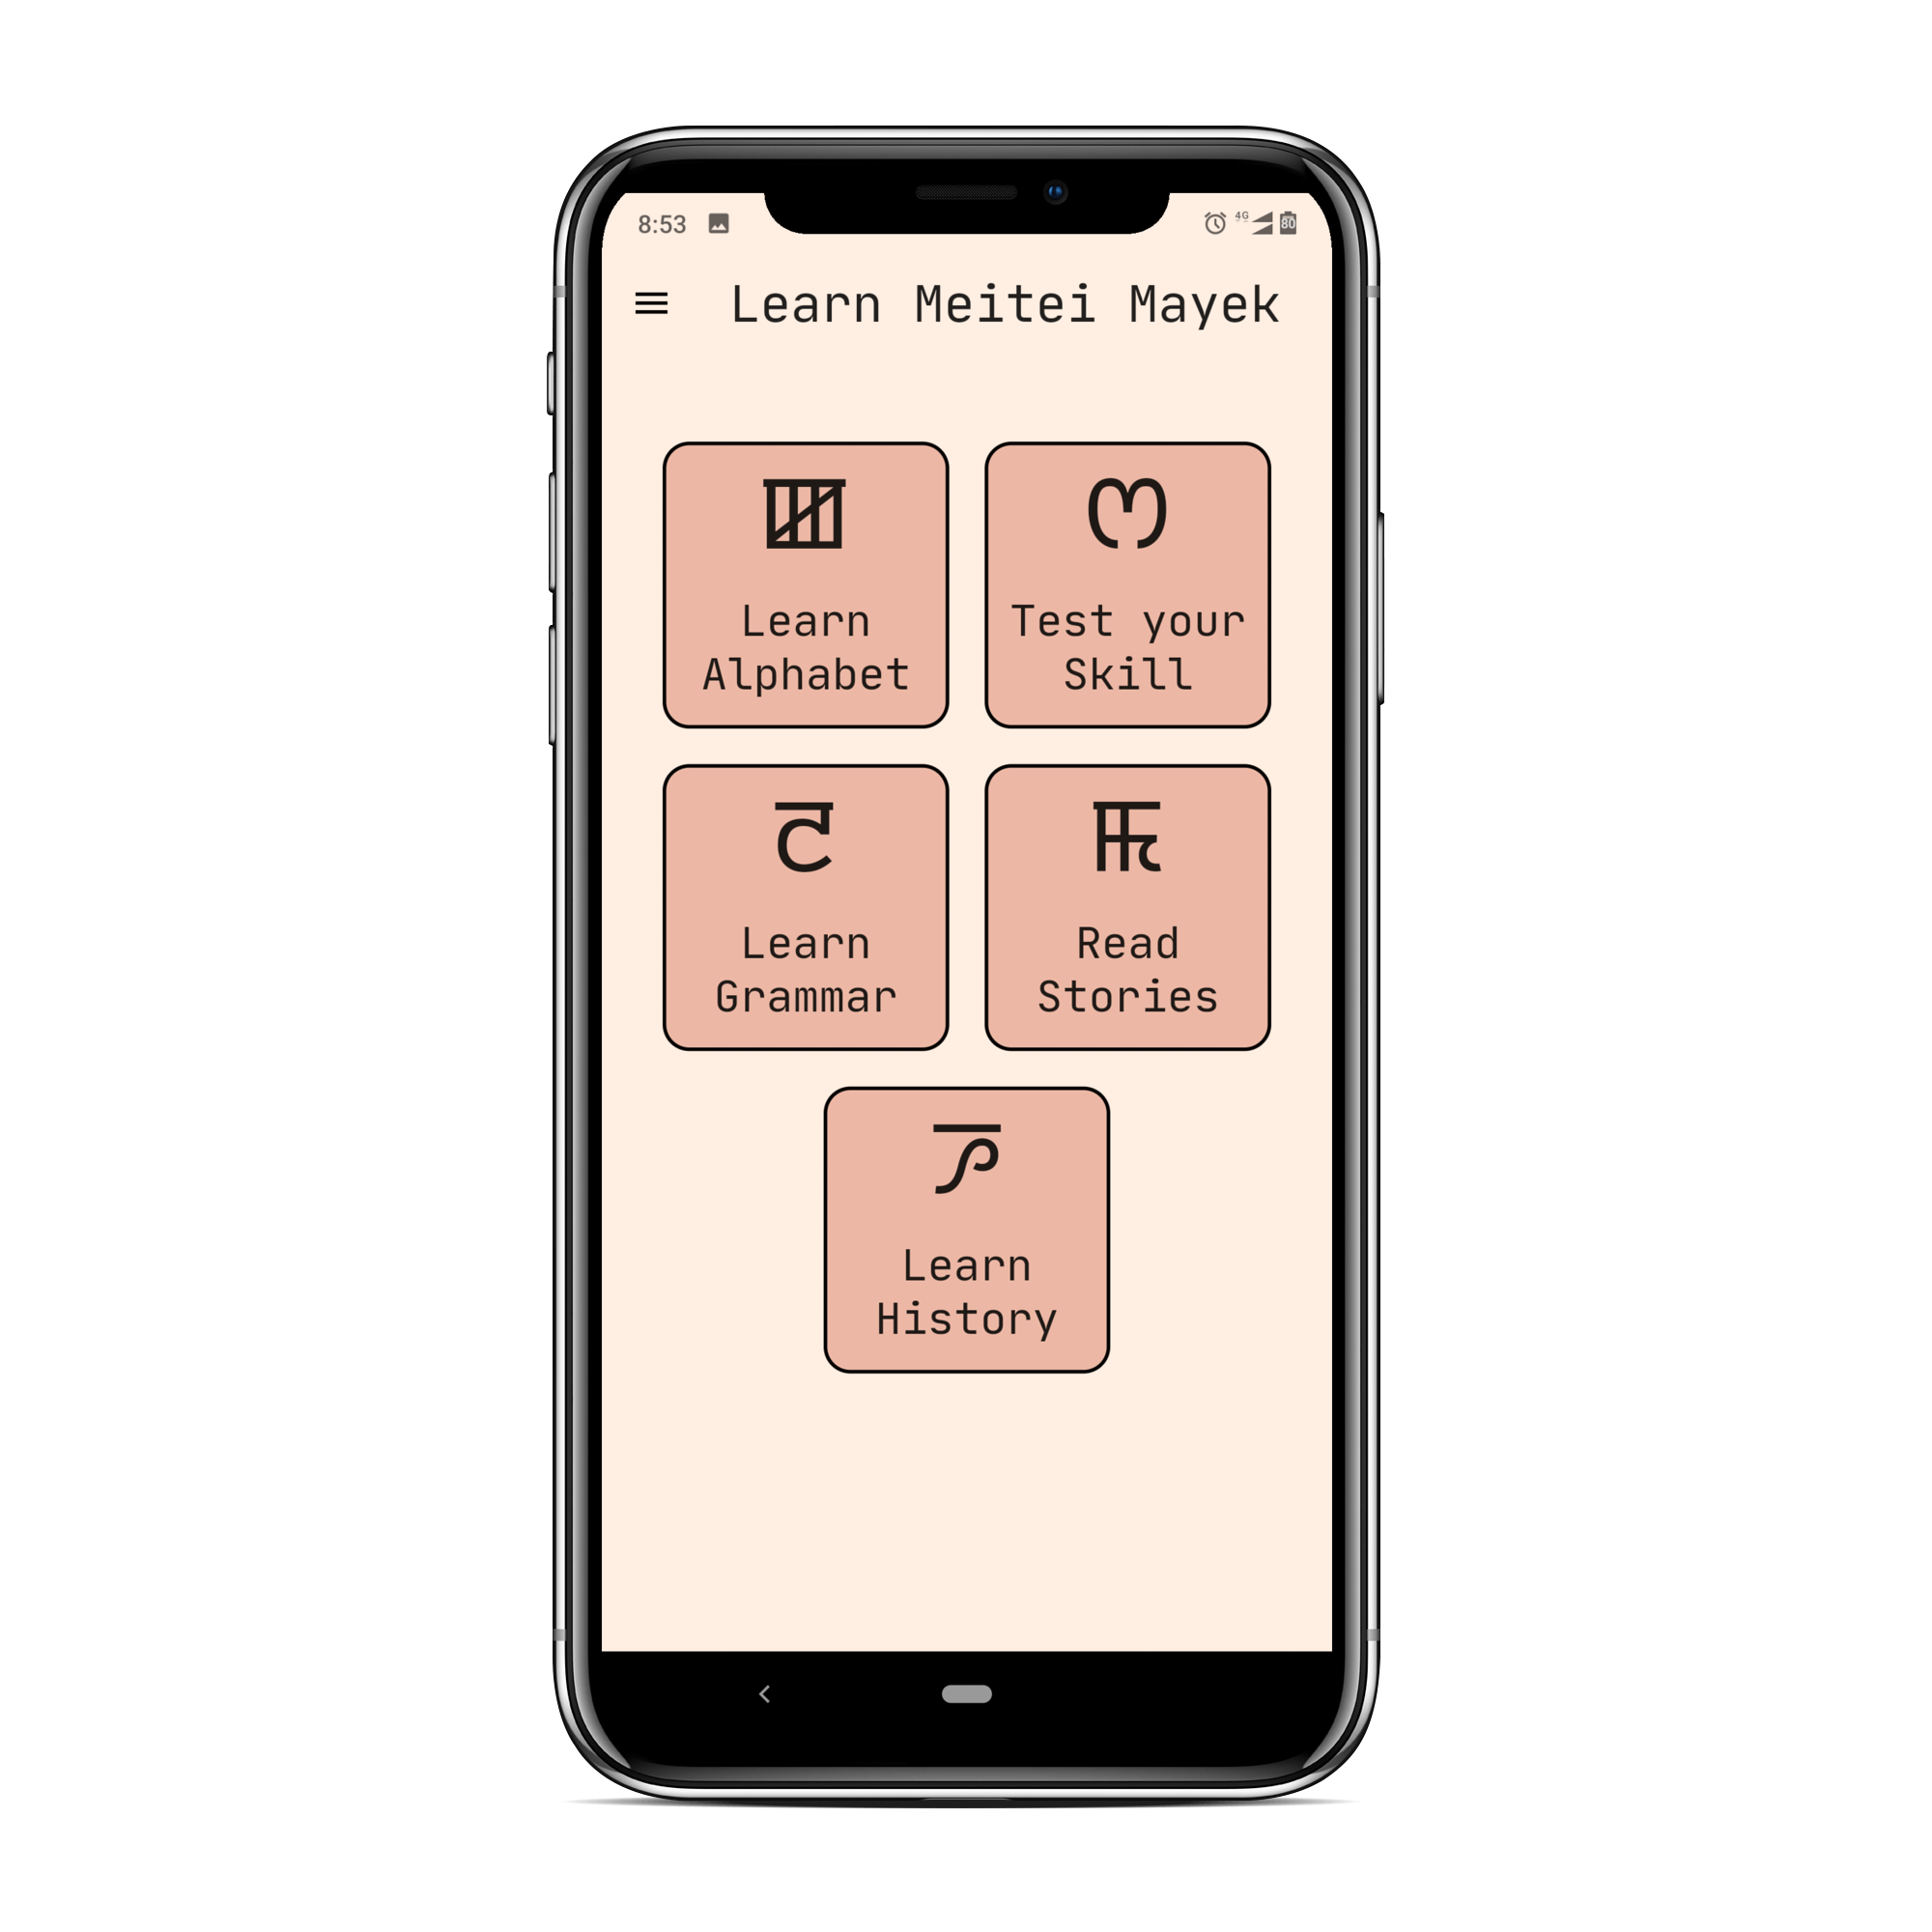 8:53 4G 80
Learn Meitei Mayek
ꯀ
Learn
Alphabet
ꯁ
Test your
Skill
ꯂ
Learn
Grammar
ꯃ
Read
Stories
ꯄ
Learn
History